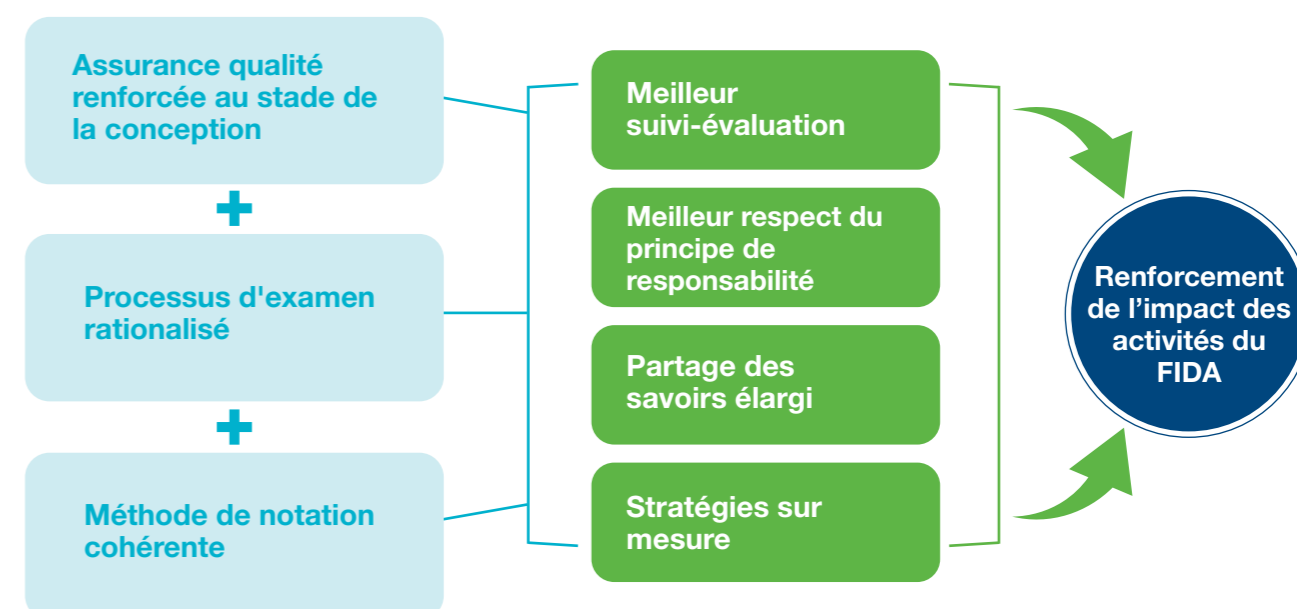 Assurance qualité
renforcée au stade de
la conception
+
Processus d'examen
rationalisé
+
Méthode de notation
cohérente
Meilleur
suivi-évaluation
Meilleur respect du
principe de
responsabilité
Partage des
savoirs élargi
Stratégies sur
mesure
Renforcement
de l’impact des
activités du
FIDA